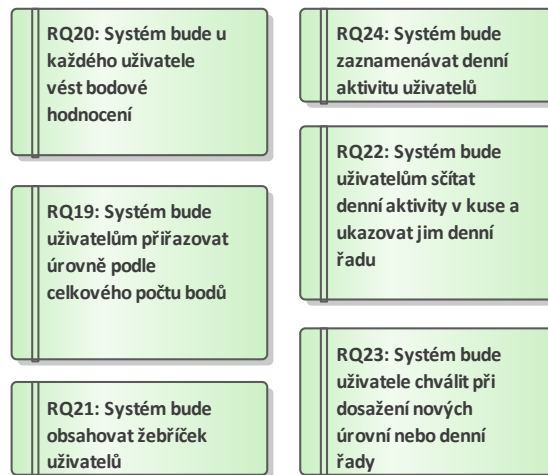 RQ20: Systém bude u
každého uživatele
vést bodové
hodnocení
RQ19: Systém bude
uživatelům přiřazovat
úrovně podle
celkového počtu bodů
RQ21: Systém bude
obsahovat žebříček
uživatelů
RQ24: Systém bude
zaznamenávat denní
aktivitu uživatelů
RQ22: Systém bude
uživatelům sčítat
denní aktivity v kuse a
ukazovat jim denní
řadu
RQ23: Systém bude
uživatele chválit při
dosažení nových
úrovní nebo denní
řady